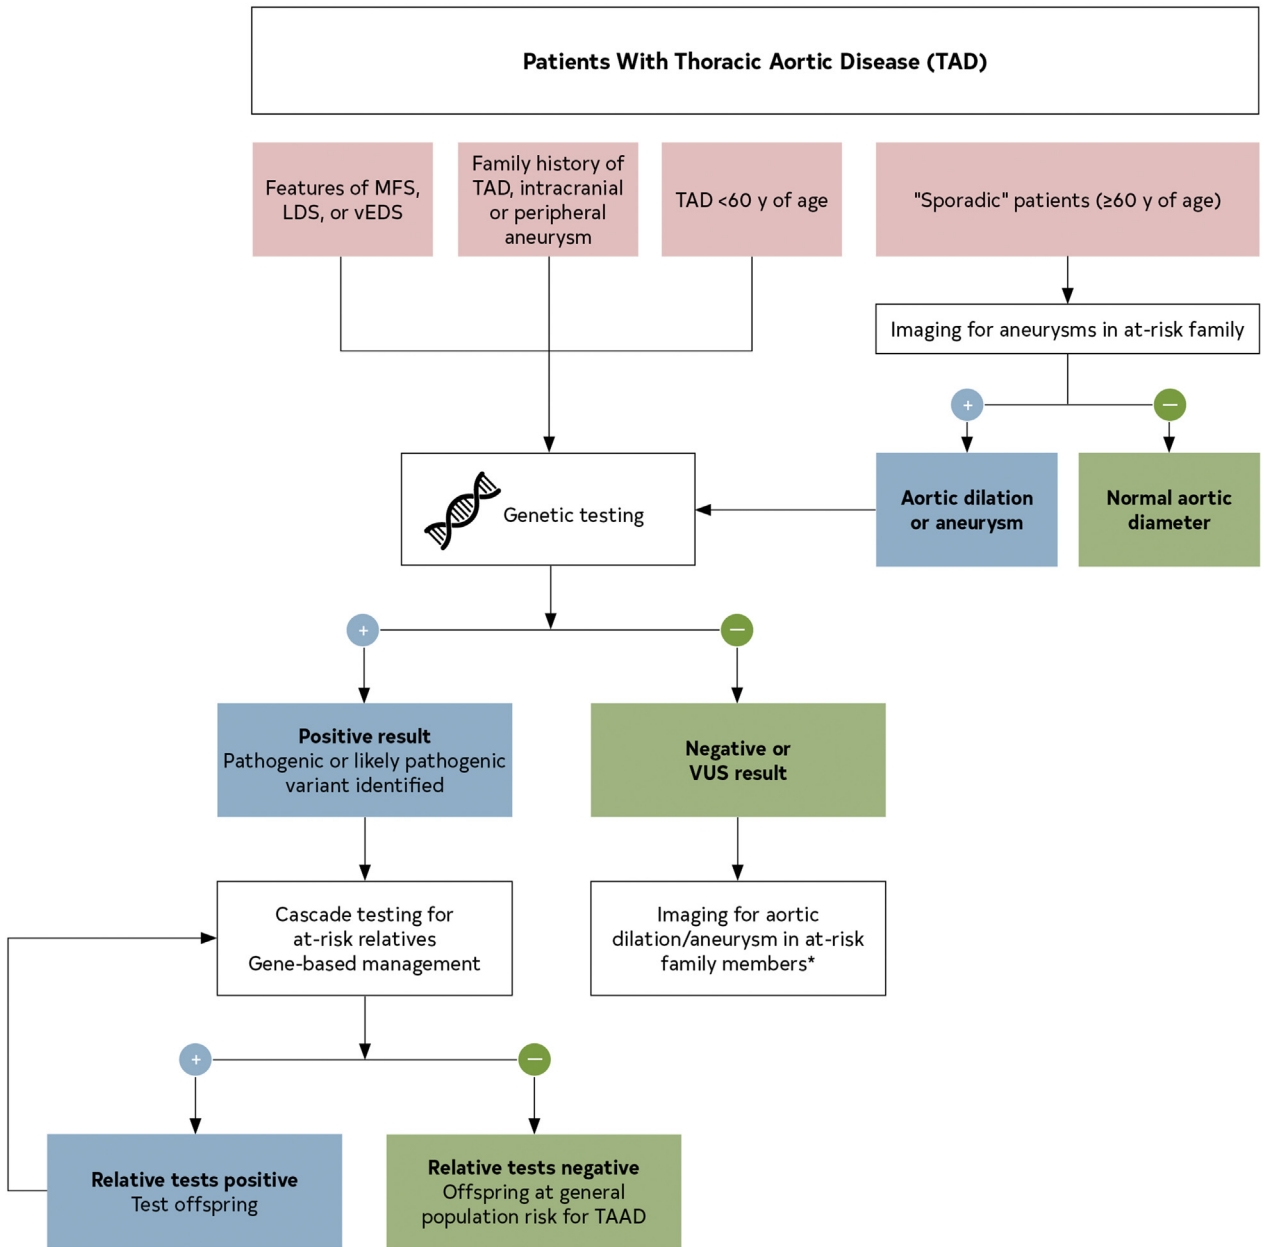 Patients With Thoracic Aortic Disease (TAD)
Features of MFS,
LDS, or vEDS
Family history of
TAD, intracranial
or peripheral
aneurysm
TAD <60 y of age
"Sporadic" patients (≥60 y of age)
Imaging for aneurysms in at-risk family
+
—
Aortic dilation
or aneurysm
Normal aortic
diameter
Genetic testing
+
—
Positive result
Pathogenic or likely pathogenic
variant identified
Negative or
VUS result
Cascade testing for
at-risk relatives
Gene-based management
Imaging for aortic
dilation/aneurysm in at-risk
family members*
+
—
Relative tests positive
Test offspring
Relative tests negative
Offspring at general
population risk for TAAD